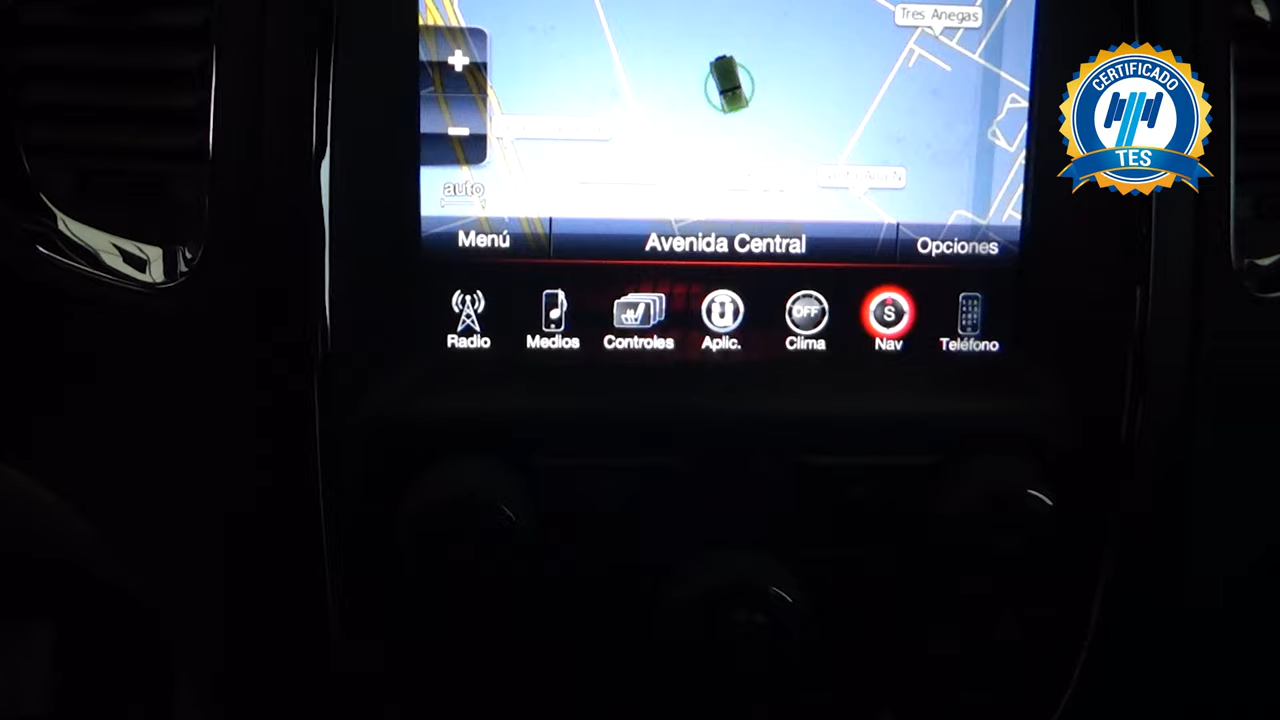 Tres Anegas
CERTIFICADO
TES
auto
Menú
Avenida Central
Opciones
OFF
S
Radio
Medios
Controles
Aplic.
Clima
Nav
Teléfono